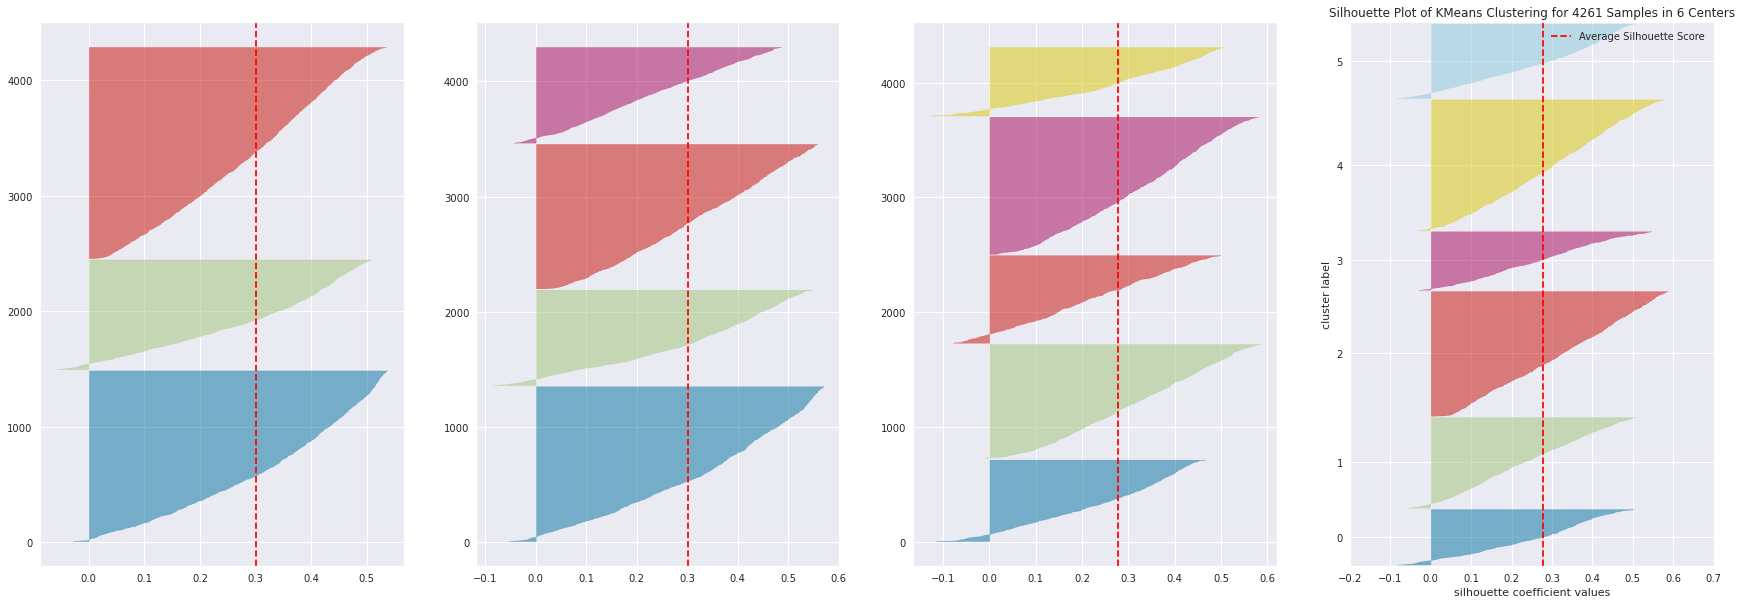 Silhouette Plot of KMeans Clustering for 4261 Samples in 6 Centers
Average Silhouette Score
4000
3000
2000
1000
0
0.0 0.1 0.2 0.3 0.4 0.5
4000
3000
2000
1000
0
−0.1 0.0 0.1 0.2 0.3 0.4 0.5 0.6
4000
3000
2000
1000
0
−0.1 0.0 0.1 0.2 0.3 0.4 0.5 0.6
cluster label
5
4
3
2
1
0
−0.2 −0.1 0.0 0.1 0.2 0.3 0.4 0.5 0.6 0.7
silhouette coefficient values